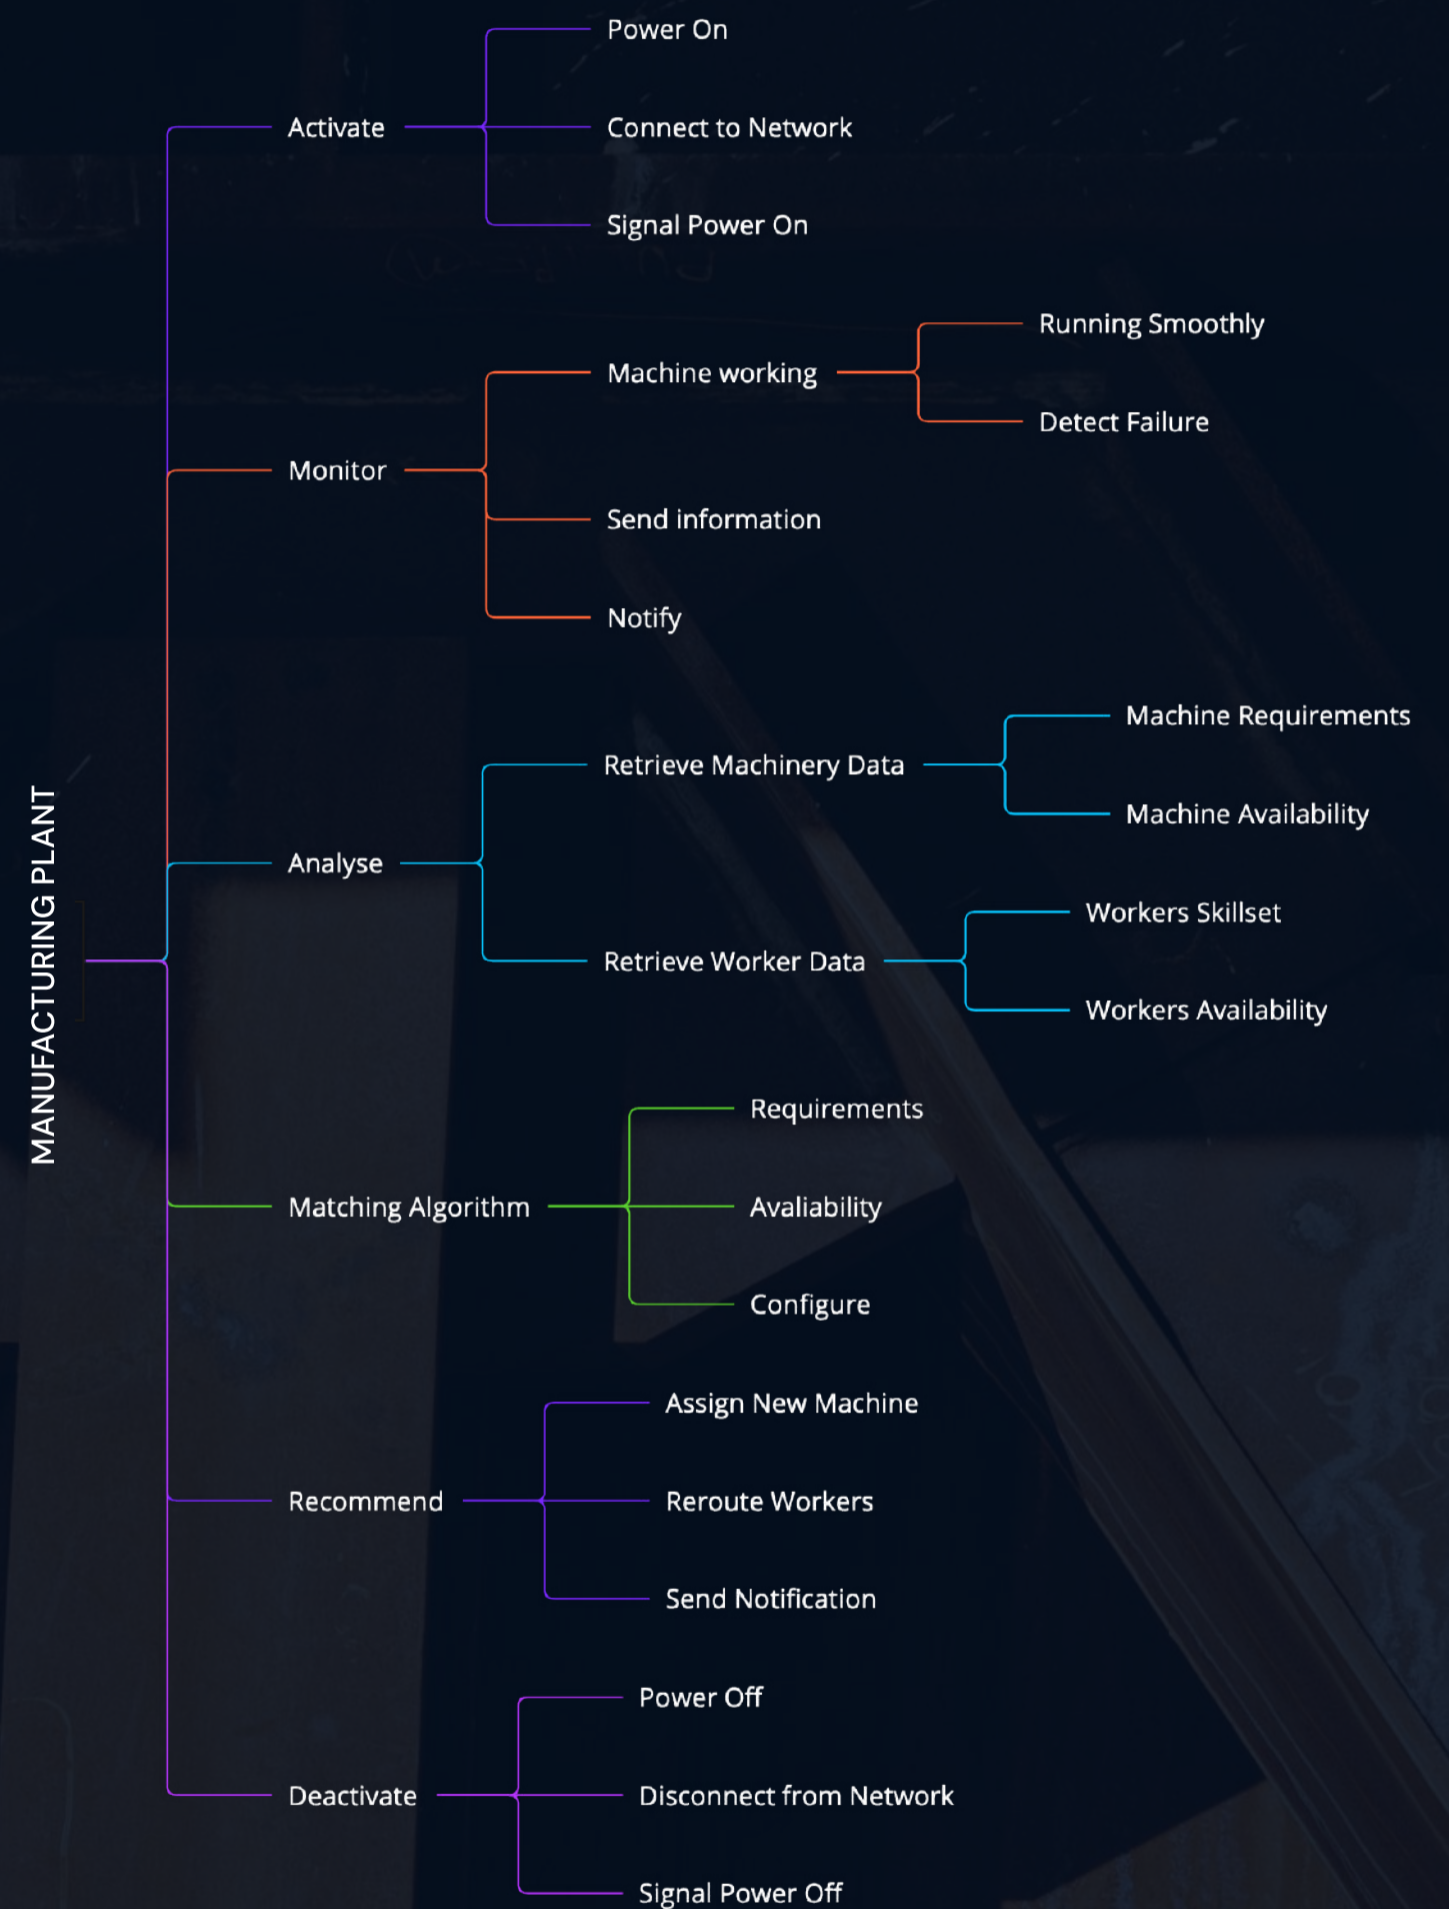 MANUFACTURING PLANT
Activate
Power On
Connect to Network
Signal Power On
Monitor
Machine working
Running Smoothly
Detect Failure
Send information
Notify
Analyse
Retrieve Machinery Data
Machine Requirements
Machine Availability
Retrieve Worker Data
Workers Skillset
Workers Availability
Matching Algorithm
Requirements
Avaliability
Configure
Recommend
Assign New Machine
Reroute Workers
Send Notification
Deactivate
Power Off
Disconnect from Network
Signal Power Off